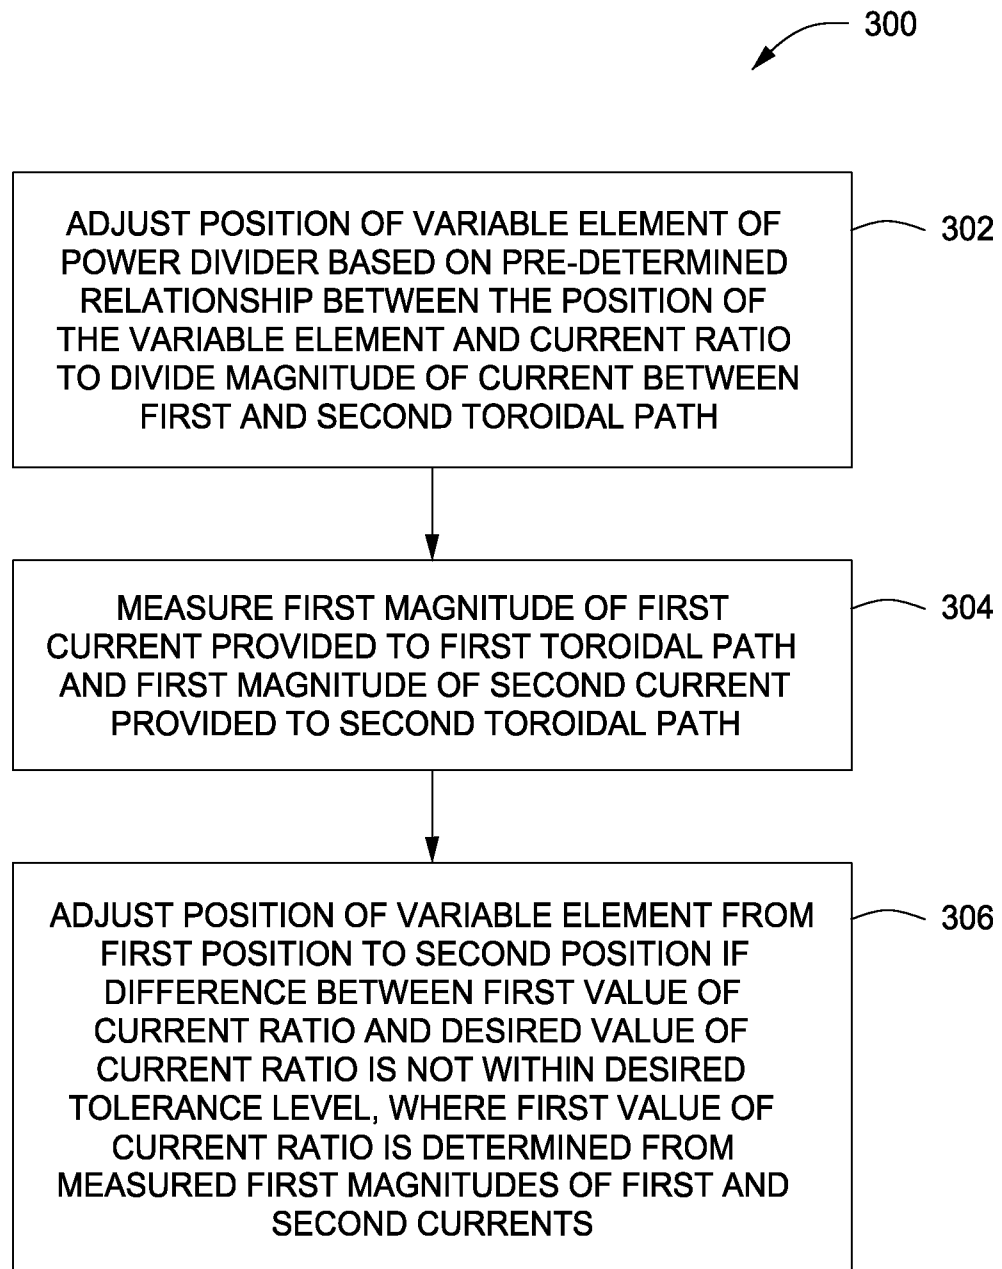 300
ADJUST POSITION OF VARIABLE ELEMENT OF
POWER DIVIDER BASED ON PRE-DETERMINED
RELATIONSHIP BETWEEN THE POSITION OF
THE VARIABLE ELEMENT AND CURRENT RATIO
TO DIVIDE MAGNITUDE OF CURRENT BETWEEN
FIRST AND SECOND TOROIDAL PATH
302
MEASURE FIRST MAGNITUDE OF FIRST
CURRENT PROVIDED TO FIRST TOROIDAL PATH
AND FIRST MAGNITUDE OF SECOND CURRENT
PROVIDED TO SECOND TOROIDAL PATH
304
ADJUST POSITION OF VARIABLE ELEMENT FROM
FIRST POSITION TO SECOND POSITION IF
DIFFERENCE BETWEEN FIRST VALUE OF
CURRENT RATIO AND DESIRED VALUE OF
CURRENT RATIO IS NOT WITHIN DESIRED
TOLERANCE LEVEL, WHERE FIRST VALUE OF
CURRENT RATIO IS DETERMINED FROM
MEASURED FIRST MAGNITUDES OF FIRST AND
SECOND CURRENTS
306